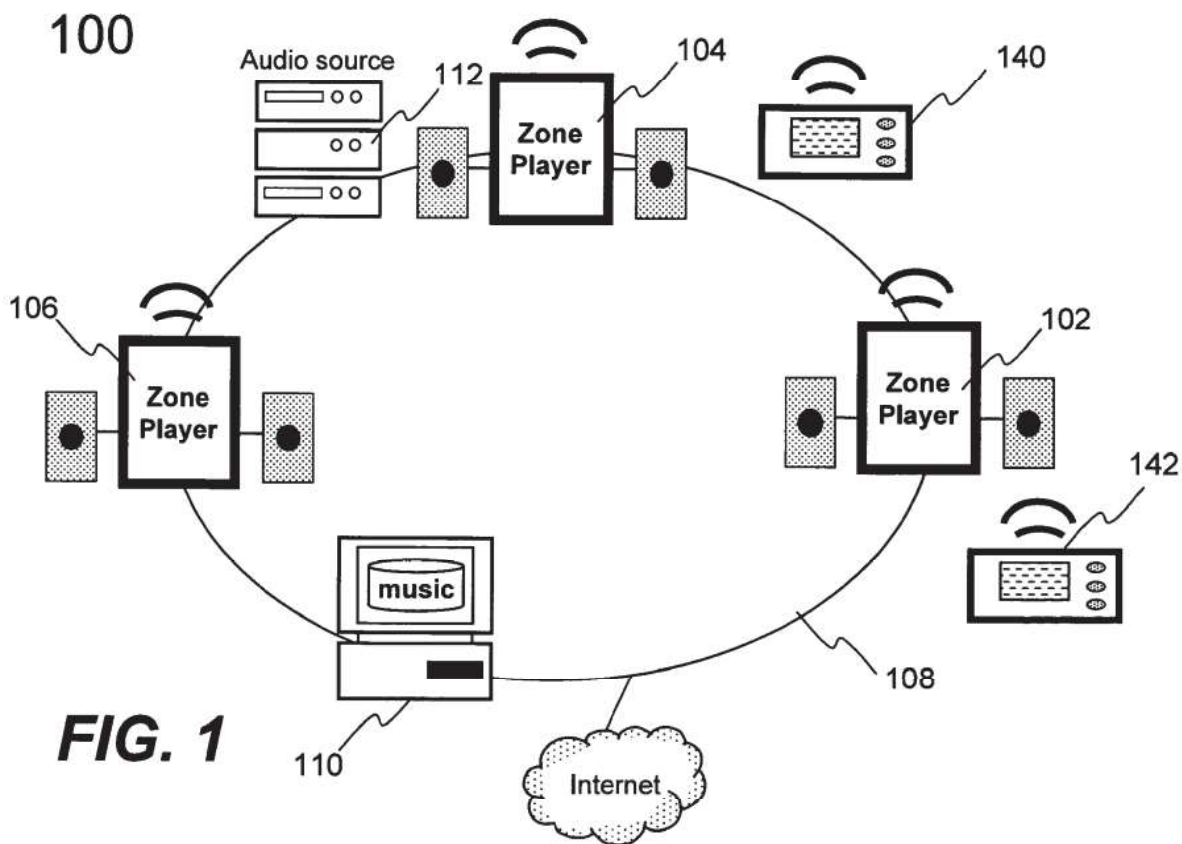 100
Audio source
112
Zone
Player
104
140
106
Zone
Player
Zone
Player
102
142
music
108
FIG. 1
110
Internet